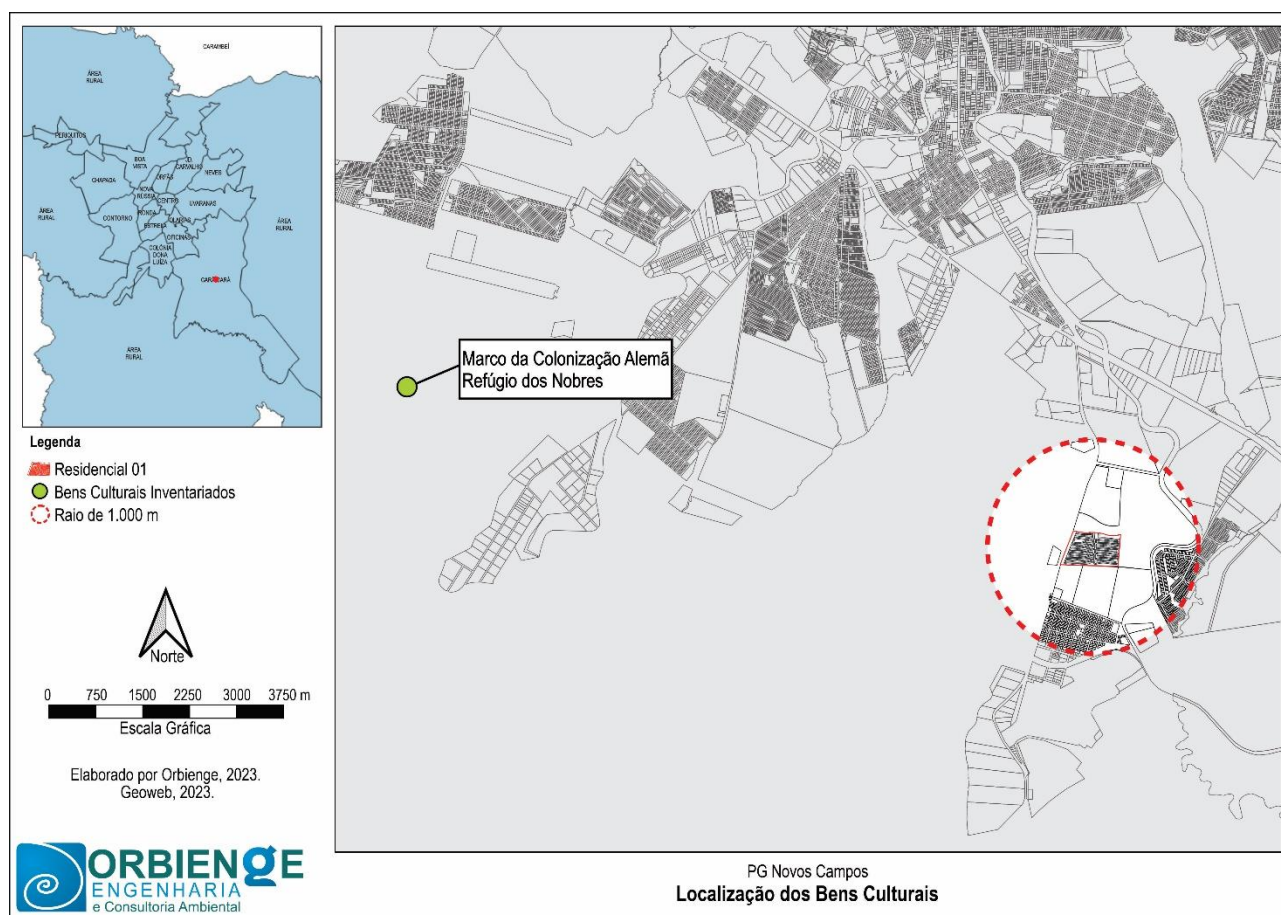 CARAMBEÍ
ÁREA
RURAL
PERIQUITOS
BOA
VISTA
JD.
CARVALHO
NEVES
CHAPADA
ÓRFÃS
NOVA
RÚSSIA
CENTRO
UVARANAS
ÁREA
RURAL
CONTORNO
RONDA
OLARIAS
ESTRELA
OFICINAS
ÁREA
RURAL
COLÔNIA
DONA
LUÍZA
CARÁ-CARÁ
ÁREA
RURAL
Legenda
Residencial 01
Bens Culturais Inventariados
Raio de 1.000 m
Norte
0 750 1500 2250 3000 3750 m
Escala Gráfica
Elaborado por Orbienge, 2023.
Geoweb, 2023.
ORBIENGE
ENGENHARIA
e Consultoria Ambiental
Marco da Colonização Alemã
Refúgio dos Nobres
PG Novos Campos
Localização dos Bens Culturais